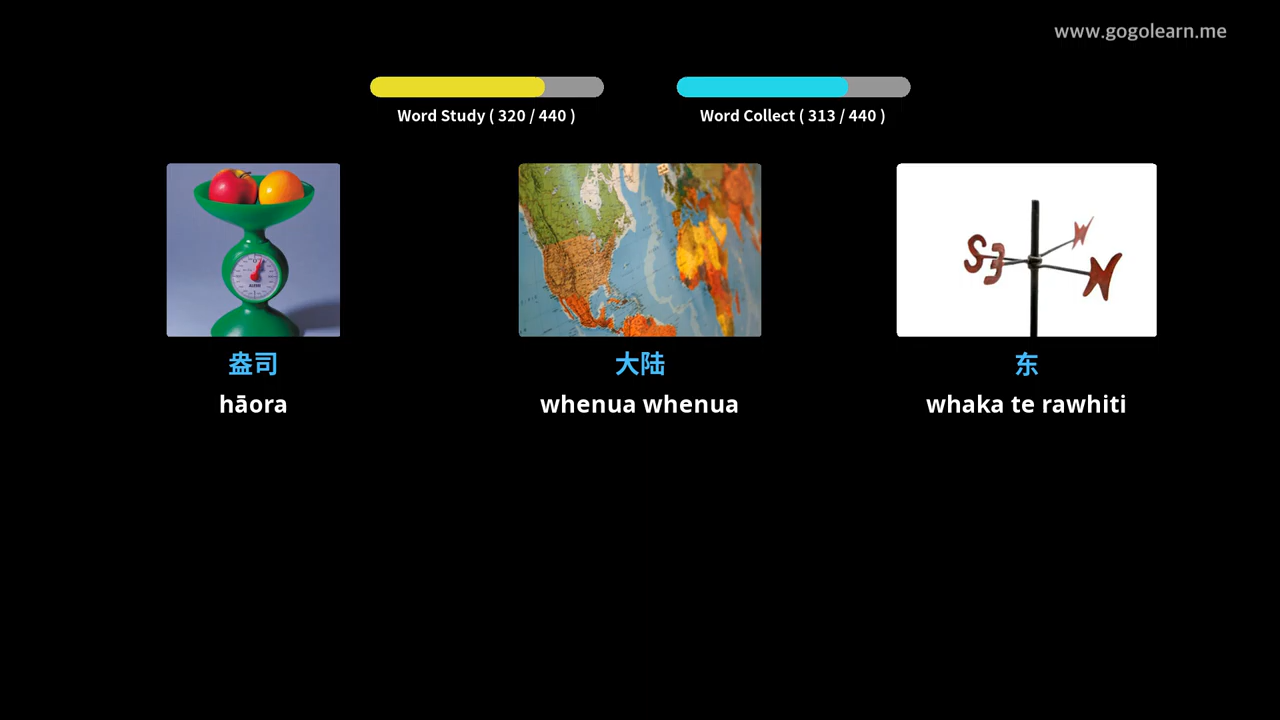 www.gogolearn.me
Word Study ( 320 / 440 )
Word Collect ( 313 / 440 )
盎司
大陆
东
hāora
whenua whenua
whaka te rawhiti